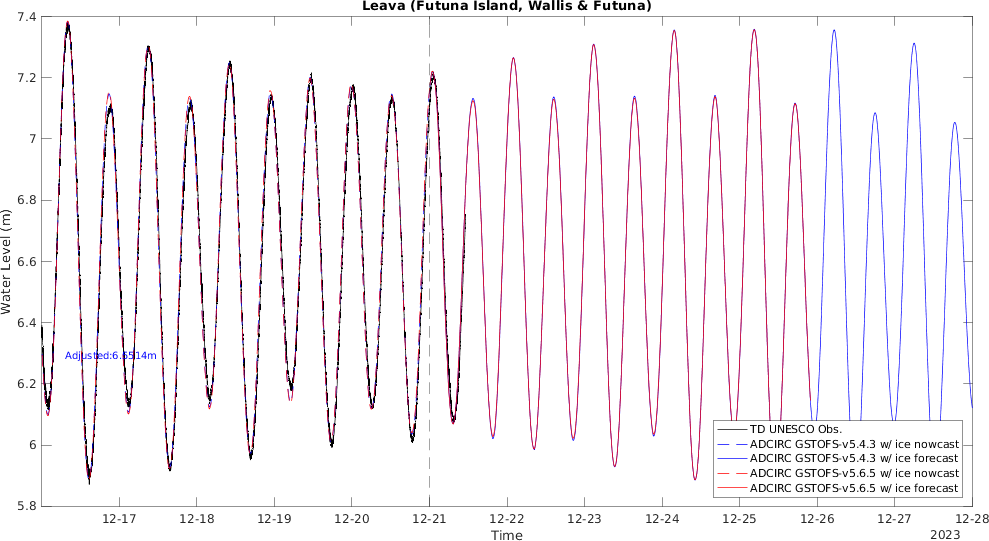 Leava (Futuna Island, Wallis & Futuna)
7.4
7.2
7
6.8
6.6
6.4
6.2
6
5.8
Water Level (m)
Adjusted:6.6514m
TD UNESCO Obs.
ADCIRC GSTOFS-v5.4.3 w/ ice nowcast
ADCIRC GSTOFS-v5.4.3 w/ ice forecast
ADCIRC GSTOFS-v5.6.5 w/ ice nowcast
ADCIRC GSTOFS-v5.6.5 w/ ice forecast
12-17 12-18 12-19 12-20 12-21 12-22 12-23 12-24 12-25 12-26 12-27 12-28
Time
2023